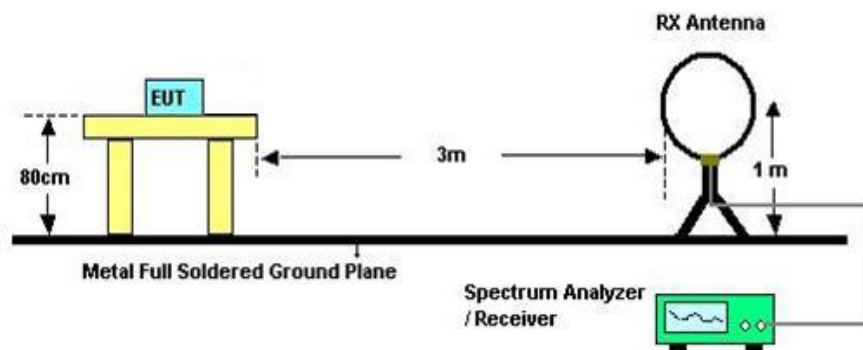 RX Antenna
EUT
3m
80cm
1 m
Metal Full Soldered Ground Plane
Spectrum Analyzer
/ Receiver